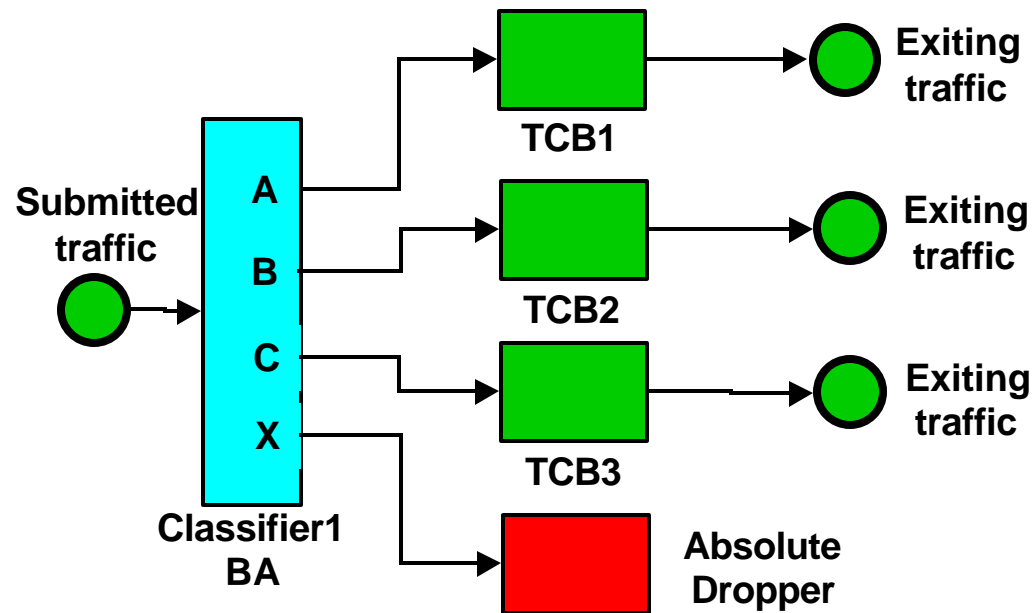 Submitted
traffic
A
B
C
X
Classifier1
BA
TCB1
Exiting
traffic
TCB2
Exiting
traffic
TCB3
Exiting
traffic
Absolute
Dropper